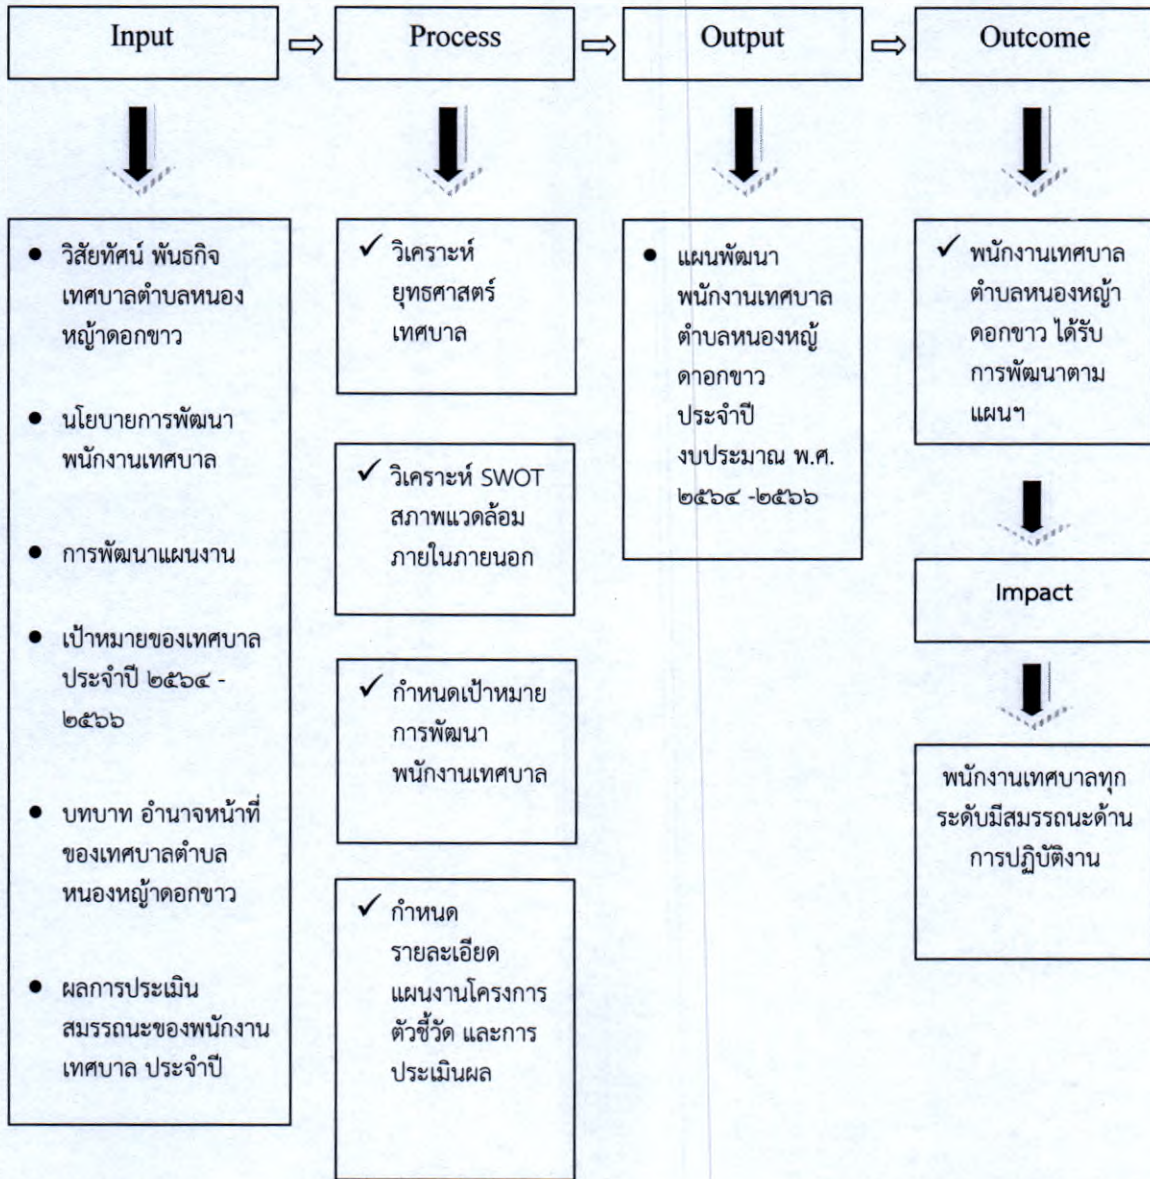 Input
Process
Output
Outcome
วิสัยทัศน์ พันธกิจ
เทศบาลตำบลหนอง
หญ้าดอกขาว
นโยบายการพัฒนา
พนักงานเทศบาล
การพัฒนาแผนงาน
เป้าหมายของเทศบาล
ประจำปี ๒๕๖๔ -
๒๕๖๖
บทบาท อำนาจหน้าที่
ของเทศบาลตำบล
หนองหญ้าดอกขาว
ผลการประเมิน
สมรรถนะของพนักงาน
เทศบาล ประจำปี
วิเคราะห์
ยุทธศาสตร์
เทศบาล
วิเคราะห์ SWOT
สภาพแวดล้อม
ภายในภายนอก
กำหนดเป้าหมาย
การพัฒนา
พนักงานเทศบาล
กำหนด
รายละเอียด
แผนงานโครงการ
ตัวชี้วัด และการ
ประเมินผล
แผนพัฒนา
พนักงานเทศบาล
ตำบลหนองหญ้
ดาอกขาว
ประจำปี
งบประมาณ พ.ศ.
๒๕๖๔ -๒๕๖๖
พนักงานเทศบาล
ตำบลหนองหญ้า
ดอกขาว ได้รับ
การพัฒนาตาม
แผนฯ
Impact
พนักงานเทศบาลทุก
ระดับมีสมรรถนะด้าน
การปฏิบัติงาน